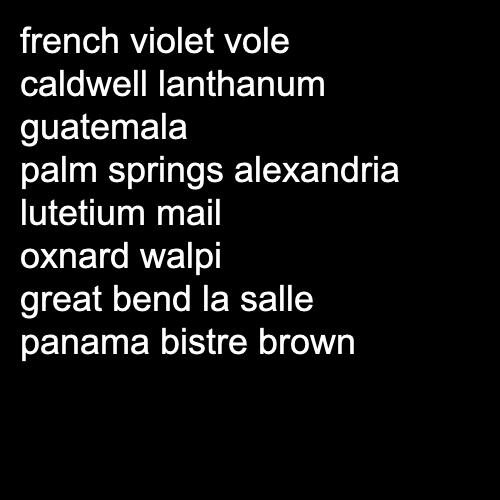 french violet vole
caldwell lanthanum
guatemala
palm springs alexandria
lutetium mail
oxnard walpi
great bend la salle
panama bistre brown